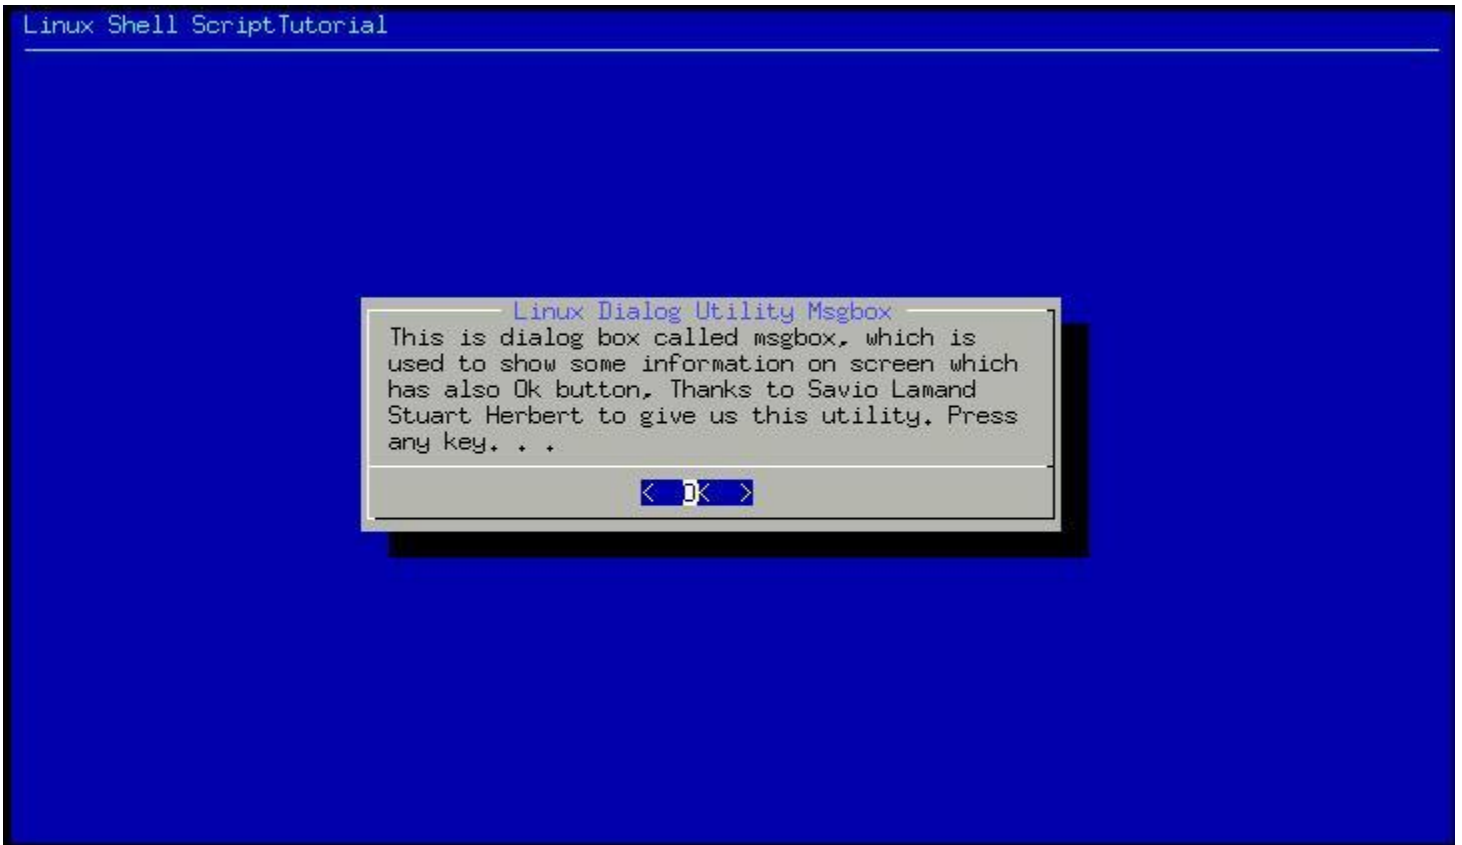 Linux Shell ScriptTutorial
Linux Dialog Utility Msgbox
This is dialog box called msgbox, which is
used to show some information on screen which
has also Ok button, Thanks to Savio Lamand
Stuart Herbert to give us this utility. Press
any key. . .
< OK >